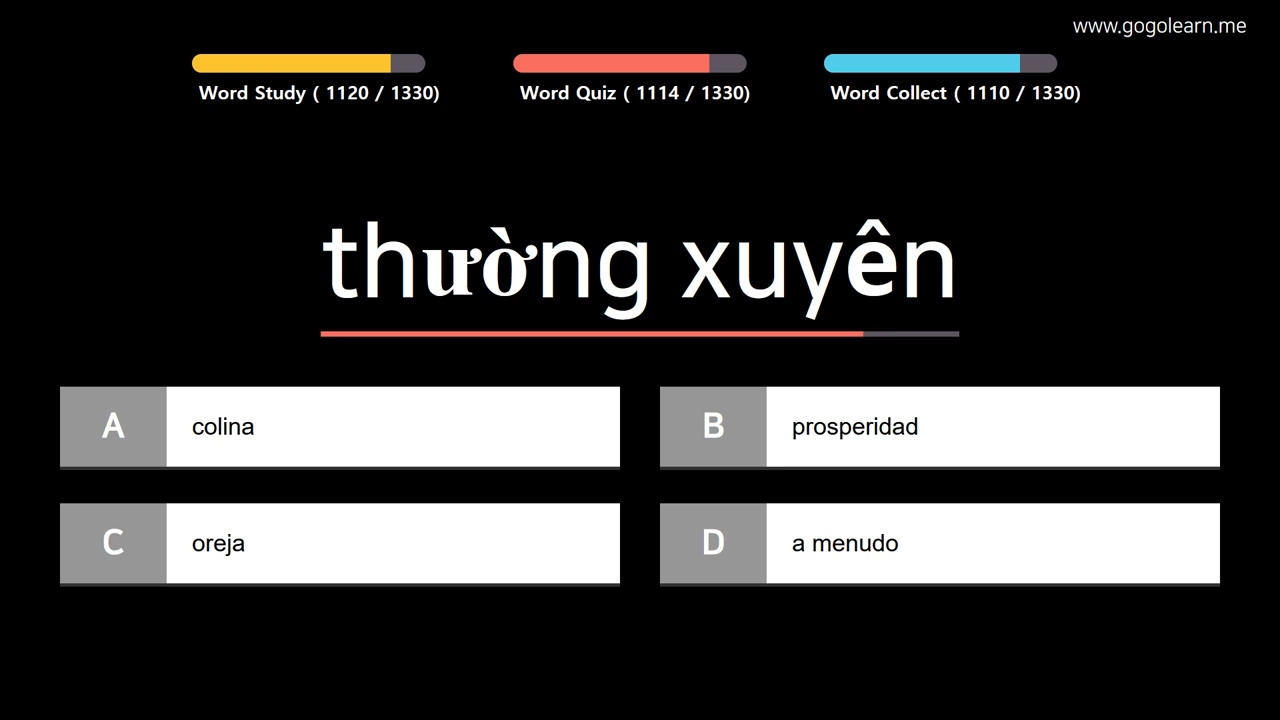 www.gogolearn.me
Word Study ( 1120 / 1330)
Word Quiz ( 1114 / 1330)
Word Collect ( 1110 / 1330)
thường xuyên
A colina
B prosperidad
C oreja
D a menudo